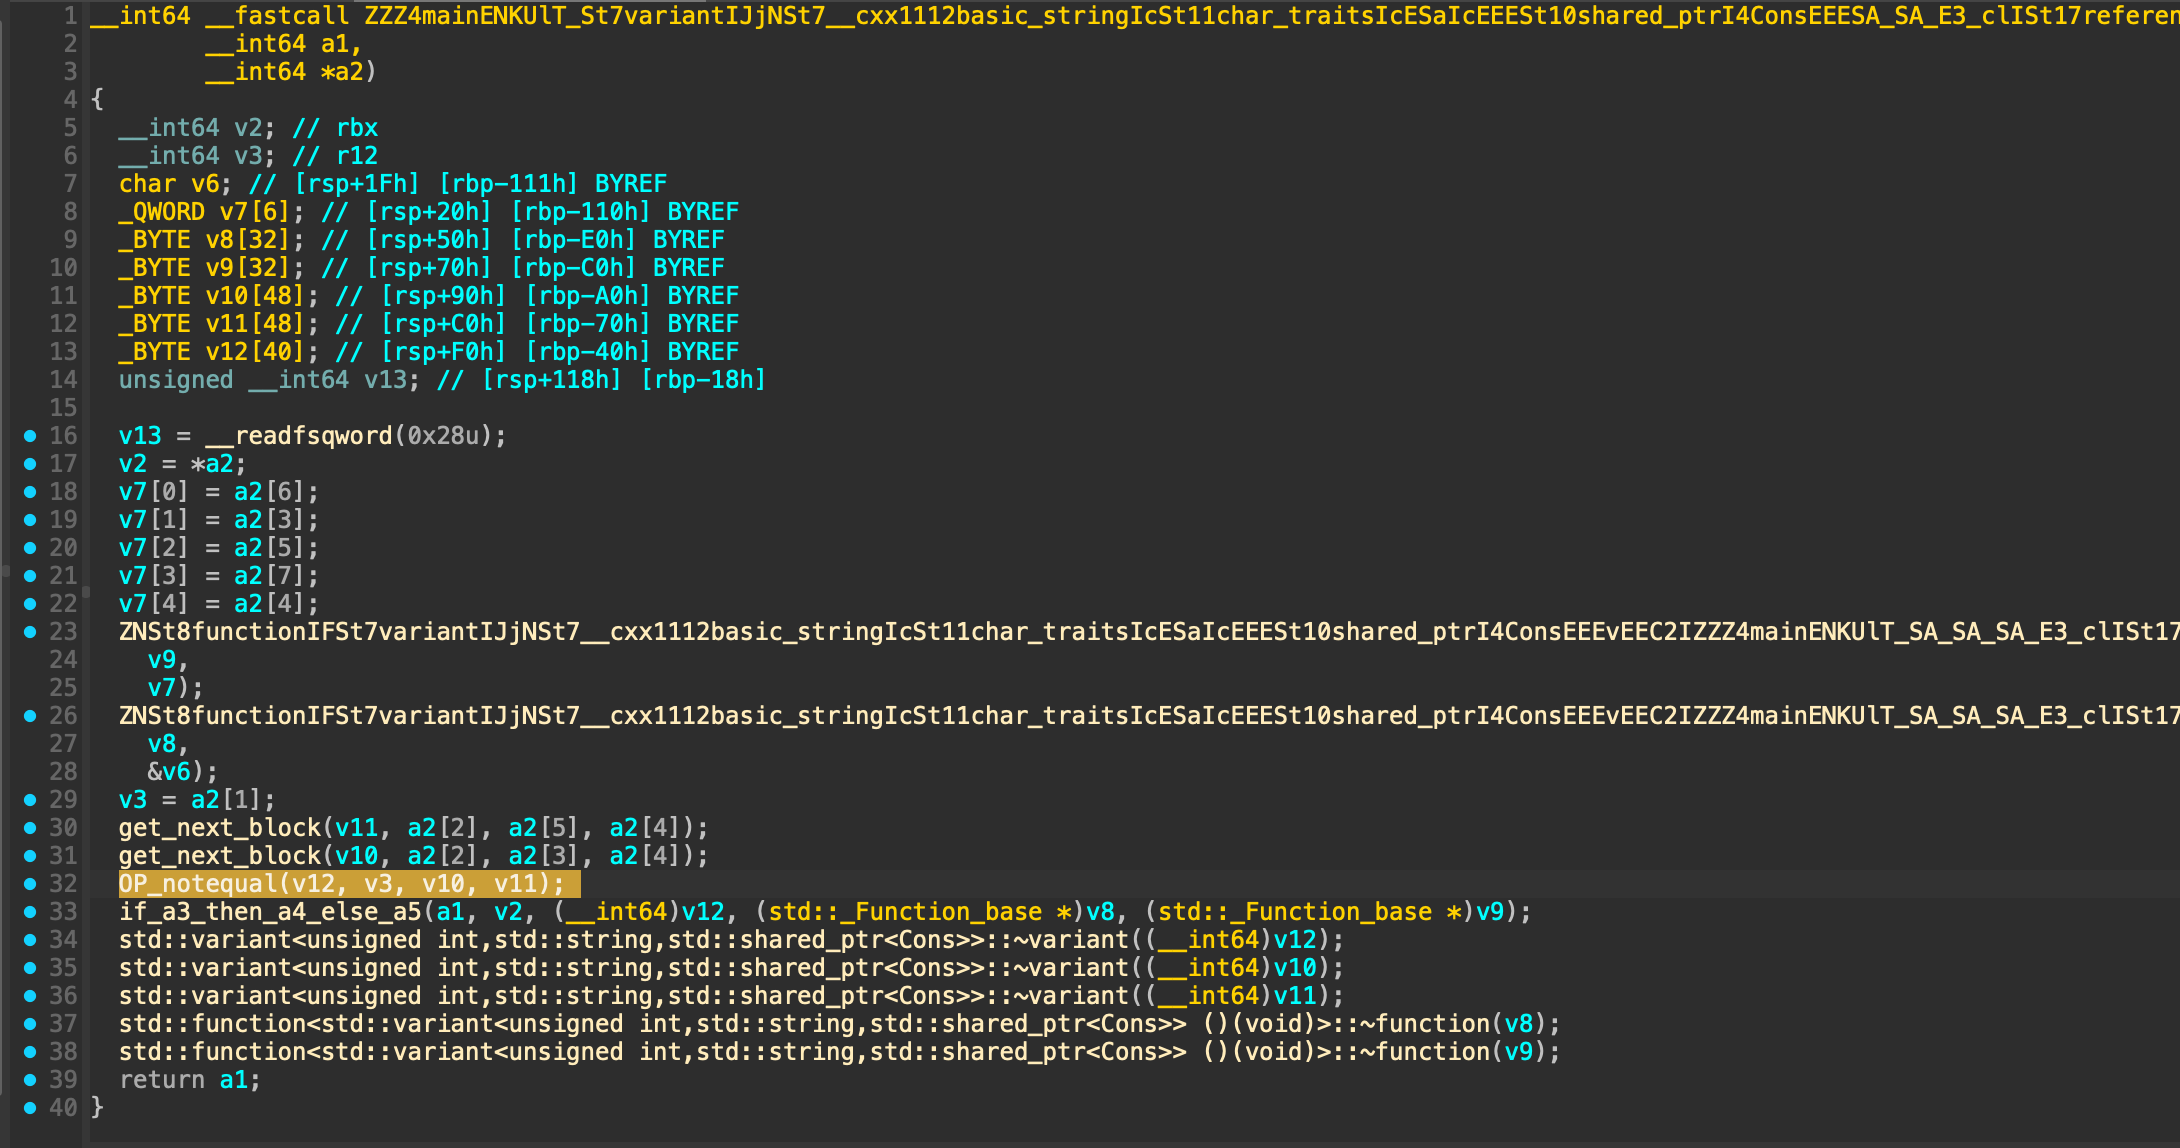 1 __int64 __fastcall ZZZ4mainENKUlT_St7variantIJjNSt7__cxx1112basic_stringIcSt11char_traitsIcESaIcEEESt10shared_ptrI4ConsEEESA_SA_E3_clISt17referen
2 __int64 a1,
3 __int64 *a2)
4 {
5 __int64 v2; // rbx
6 __int64 v3; // r12
7 char v6; // [rsp+1Fh] [rbp-111h] BYREF
8 _QWORD v7[6]; // [rsp+20h] [rbp-110h] BYREF
9 _BYTE v8[32]; // [rsp+50h] [rbp-E0h] BYREF
10 _BYTE v9[32]; // [rsp+70h] [rbp-C0h] BYREF
11 _BYTE v10[48]; // [rsp+90h] [rbp-A0h] BYREF
12 _BYTE v11[48]; // [rsp+C0h] [rbp-70h] BYREF
13 _BYTE v12[40]; // [rsp+F0h] [rbp-40h] BYREF
14 unsigned __int64 v13; // [rsp+118h] [rbp-18h]
15
16 v13 = __readfsqword(0x28u);
17 v2 = *a2;
18 v7[0] = a2[6];
19 v7[1] = a2[3];
20 v7[2] = a2[5];
21 v7[3] = a2[7];
22 v7[4] = a2[4];
23 ZNSt8functionIFSt7variantIJjNSt7__cxx1112basic_stringIcSt11char_traitsIcESaIcEEESt10shared_ptrI4ConsEEEvEEC2IZZZ4mainENKUlT_SA_SA_SA_E3_clISt17
24 v9,
25 v7);
26 ZNSt8functionIFSt7variantIJjNSt7__cxx1112basic_stringIcSt11char_traitsIcESaIcEEESt10shared_ptrI4ConsEEEvEEC2IZZZ4mainENKUlT_SA_SA_SA_E3_clISt17
27 v8,
28 &v6);
29 v3 = a2[1];
30 get_next_block(v11, a2[2], a2[5], a2[4]);
31 get_next_block(v10, a2[2], a2[3], a2[4]);
32 OP_notequal(v12, v3, v10, v11);
33 if_a3_then_a4_else_a5(a1, v2, (__int64)v12, (std::_Function_base *)v8, (std::_Function_base *)v9);
34 std::variant<unsigned int,std::string,std::shared_ptr<Cons>>::~variant((__int64)v12);
35 std::variant<unsigned int,std::string,std::shared_ptr<Cons>>::~variant((__int64)v10);
36 std::variant<unsigned int,std::string,std::shared_ptr<Cons>>::~variant((__int64)v11);
37 std::function<std::variant<unsigned int,std::string,std::shared_ptr<Cons>> ()(void)>::~function(v8);
38 std::function<std::variant<unsigned int,std::string,std::shared_ptr<Cons>> ()(void)>::~function(v9);
39 return a1;
40 }